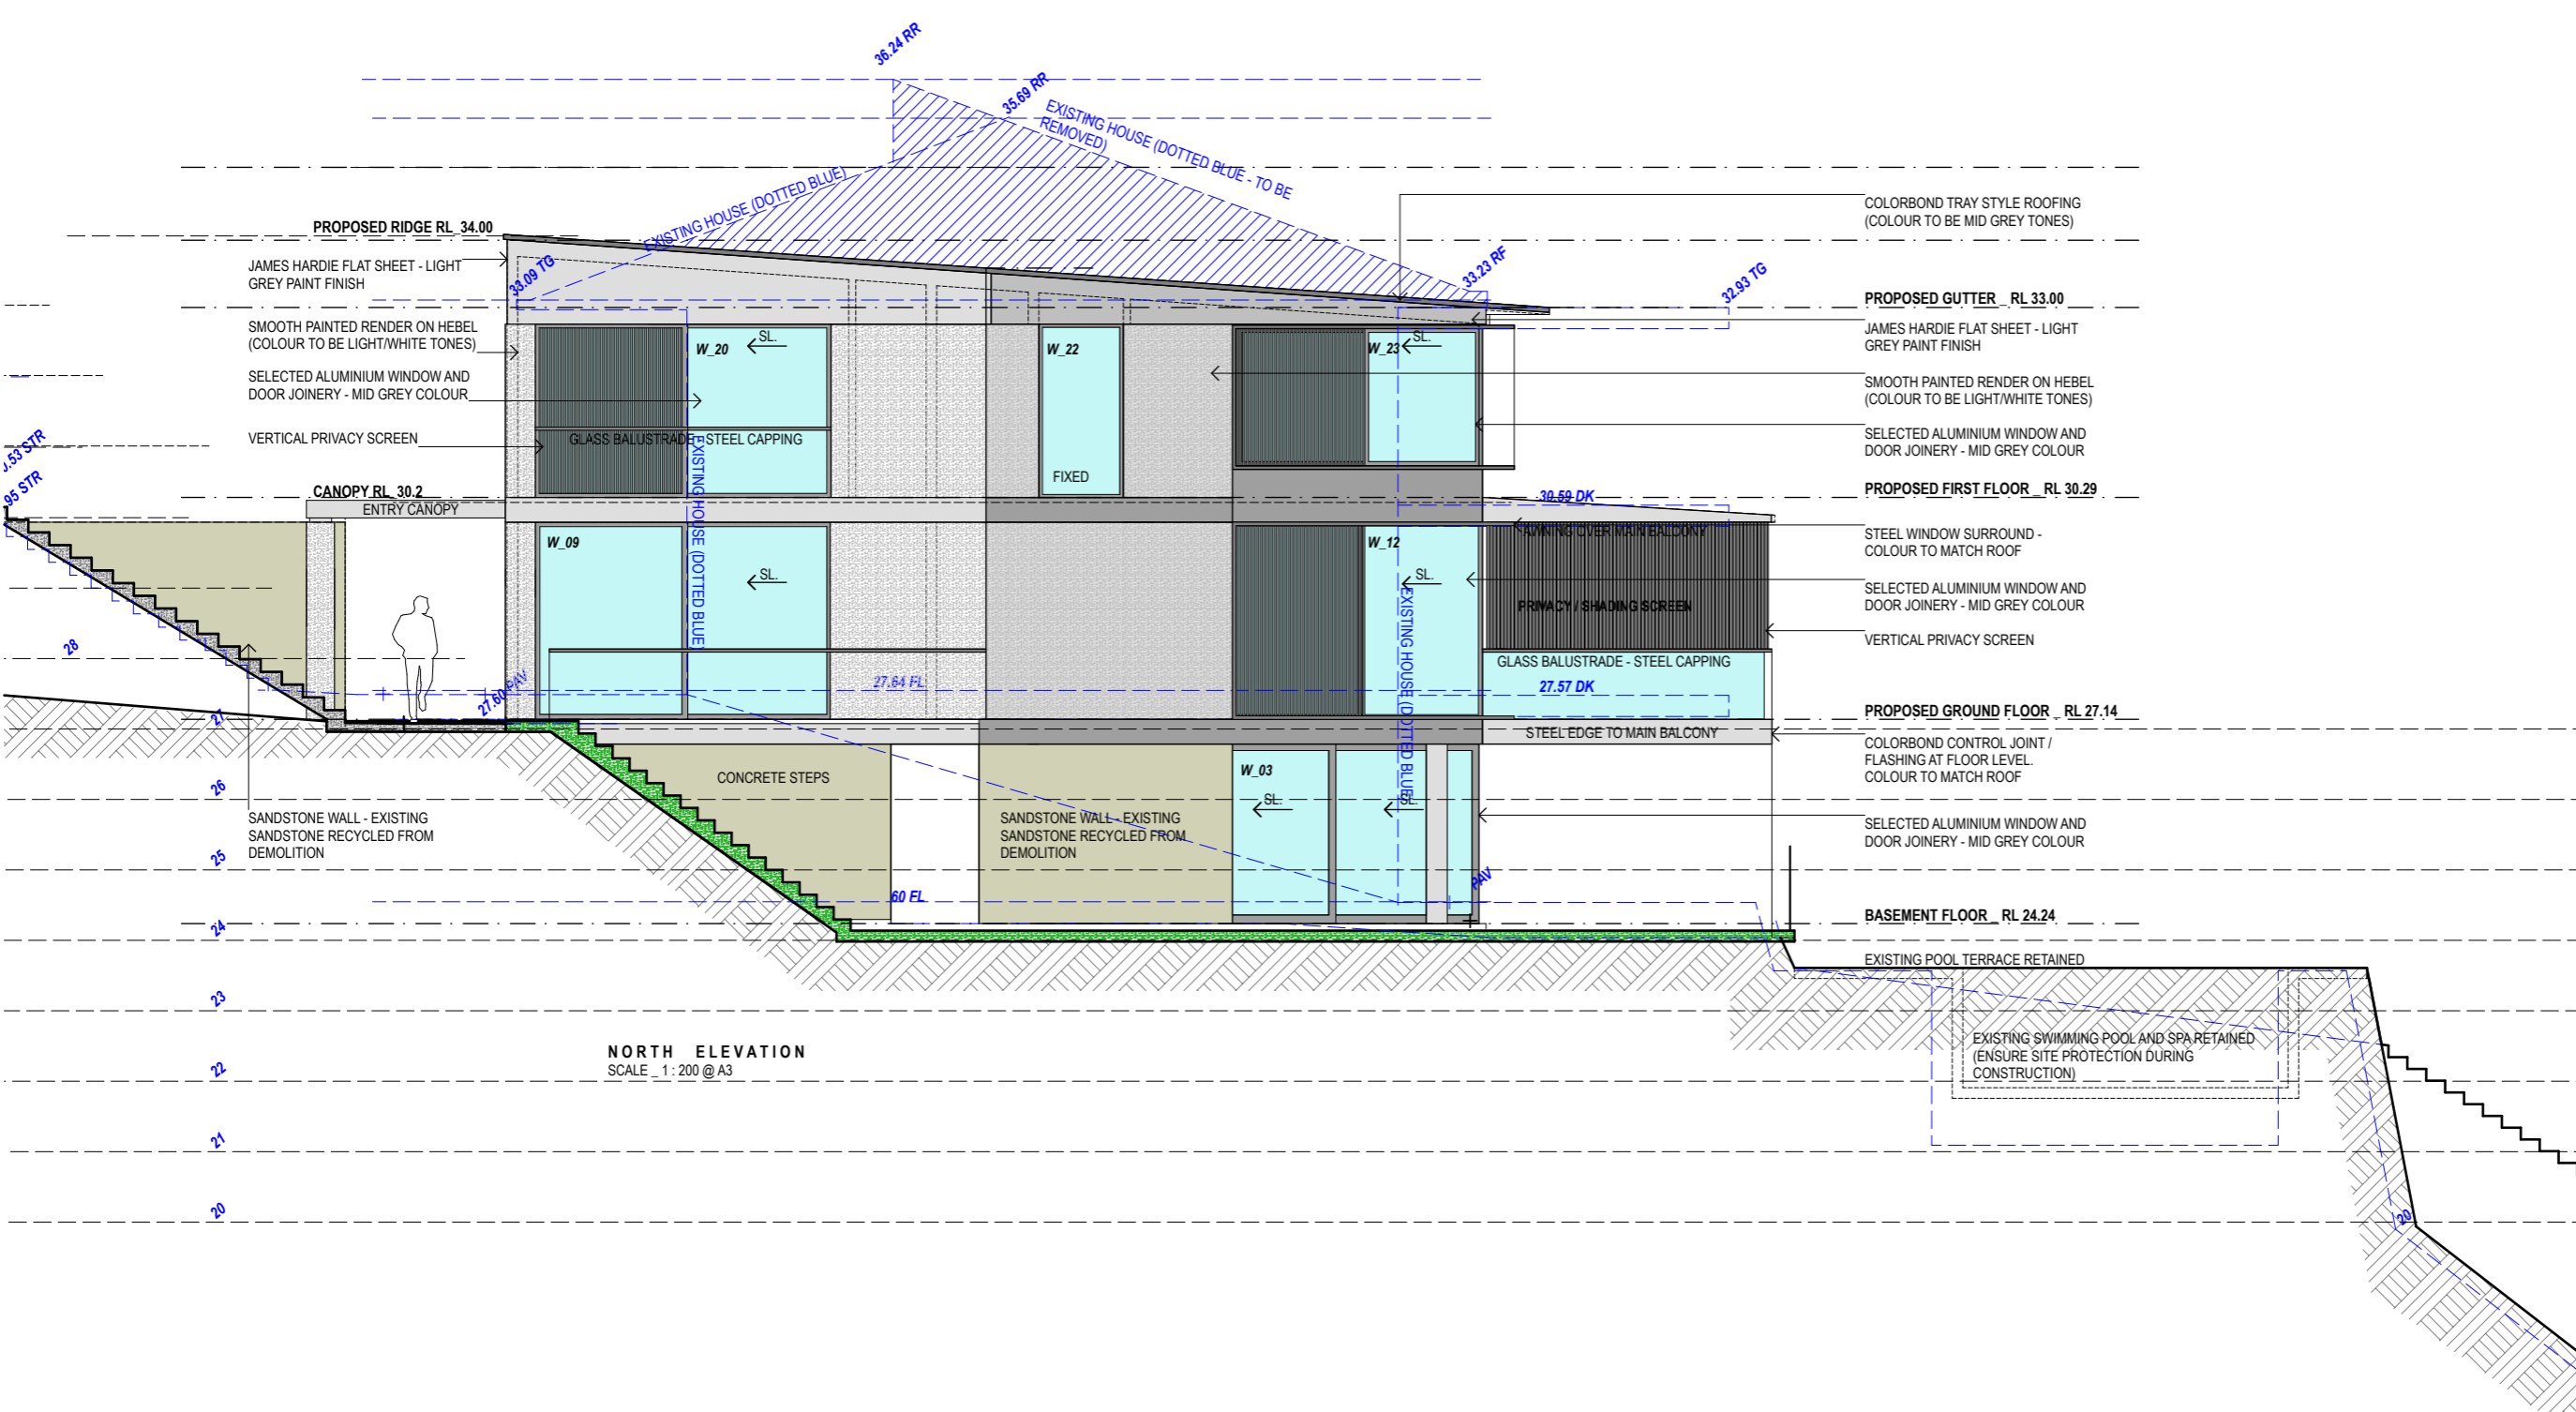 36.24 RR
35.69 RR
EXISTING HOUSE (DOTTED BLUE - TO BE
REMOVED)
EXISTING HOUSE (DOTTED BLUE)
33.09 TG
33.23 RF
32.93 TG
PROPOSED RIDGE RL_34.00
JAMES HARDIE FLAT SHEET - LIGHT
GREY PAINT FINISH
SMOOTH PAINTED RENDER ON HEBEL
(COLOUR TO BE LIGHT/WHITE TONES)
SELECTED ALUMINIUM WINDOW AND
DOOR JOINERY - MID GREY COLOUR
VERTICAL PRIVACY SCREEN
.53 STR
95 STR
CANOPY RL_30.2
ENTRY CANOPY
W_20
SL.
GLASS BALUSTRADE - STEEL CAPPING
W_22
FIXED
W_23
SL.
COLORBOND TRAY STYLE ROOFING
(COLOUR TO BE MID GREY TONES)
PROPOSED GUTTER _ RL 33.00
JAMES HARDIE FLAT SHEET - LIGHT
GREY PAINT FINISH
SMOOTH PAINTED RENDER ON HEBEL
(COLOUR TO BE LIGHT/WHITE TONES)
SELECTED ALUMINIUM WINDOW AND
DOOR JOINERY - MID GREY COLOUR
PROPOSED FIRST FLOOR _ RL 30.29
STEEL WINDOW SURROUND -
COLOUR TO MATCH ROOF
SELECTED ALUMINIUM WINDOW AND
DOOR JOINERY - MID GREY COLOUR
VERTICAL PRIVACY SCREEN
PROPOSED GROUND FLOOR _ RL 27.14
COLORBOND CONTROL JOINT /
FLASHING AT FLOOR LEVEL.
COLOUR TO MATCH ROOF
SELECTED ALUMINIUM WINDOW AND
DOOR JOINERY - MID GREY COLOUR
BASEMENT FLOOR _ RL 24.24
EXISTING POOL TERRACE RETAINED
EXISTING SWIMMING POOL AND SPA RETAINED
(ENSURE SITE PROTECTION DURING
CONSTRUCTION)
30.59 DK
AWNING OVER MAIN BALCONY
PRIVACY / SHADING SCREEN
GLASS BALUSTRADE - STEEL CAPPING
27.57 DK
STEEL EDGE TO MAIN BALCONY
W_09
SL.
EXISTING HOUSE (DOTTED BLUE)
W_12
SL.
EXISTING HOUSE (DOTTED BLUE)
27.64 FL
27.60 PAV
CONCRETE STEPS
SANDSTONE WALL - EXISTING
SANDSTONE RECYCLED FROM
DEMOLITION
SANDSTONE WALL - EXISTING
SANDSTONE RECYCLED FROM
DEMOLITION
W_03
SL.
SL.
60 FL
PAV
28
27
26
25
24
23
22
21
20
20
NORTH ELEVATION
SCALE _ 1 : 200 @ A3